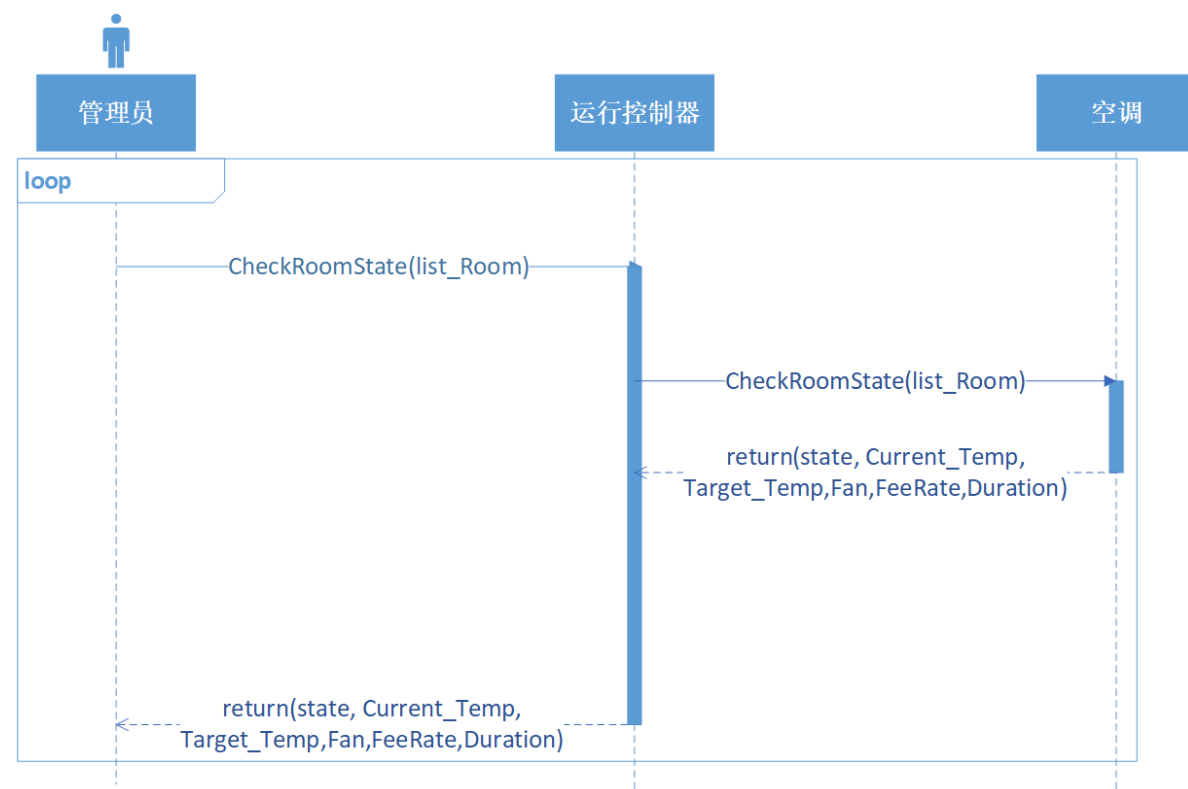 管理员
运行控制器
空调
loop
CheckRoomState(list_Room)
CheckRoomState(list_Room)
return(state, Current_Temp,
Target_Temp,Fan,FeeRate,Duration)
return(state, Current_Temp,
Target_Temp,Fan,FeeRate,Duration)